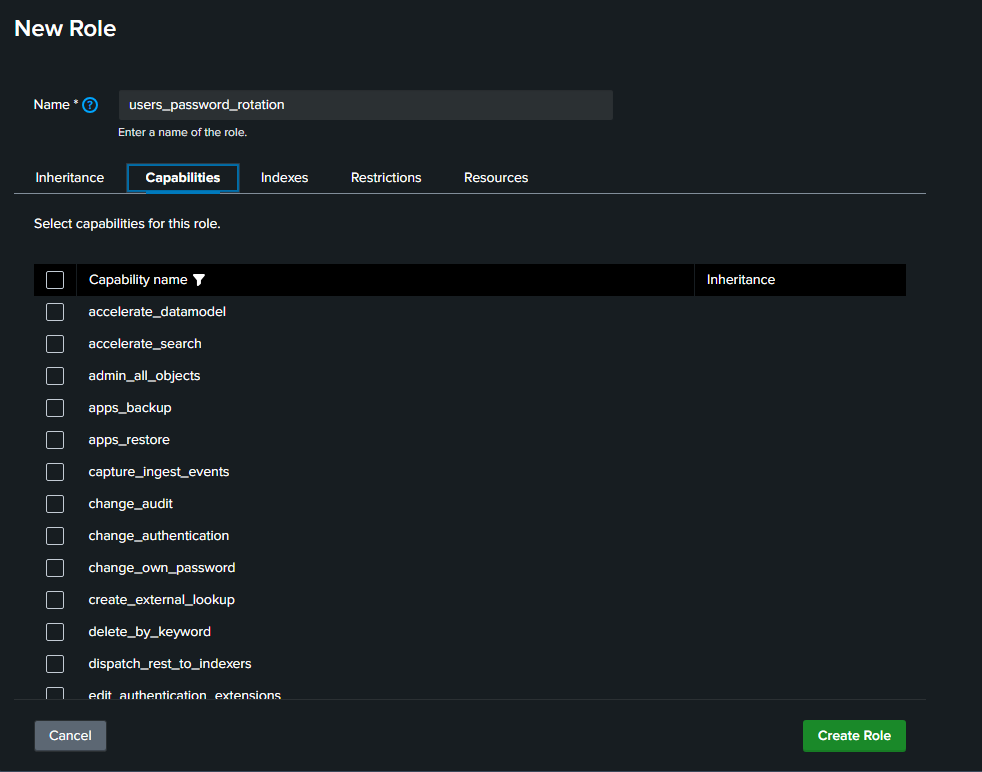 New Role
Name * ?
users_password_rotation
Enter a name of the role.
Inheritance Capabilities Indexes Restrictions Resources
Select capabilities for this role.
Capability name Inheritance
accelerate_datamodel
accelerate_search
admin_all_objects
apps_backup
apps_restore
capture_ingest_events
change_audit
change_authentication
change_own_password
create_external_lookup
delete_by_keyword
dispatch_rest_to_indexers
edit_authentication_extensions
Cancel Create Role